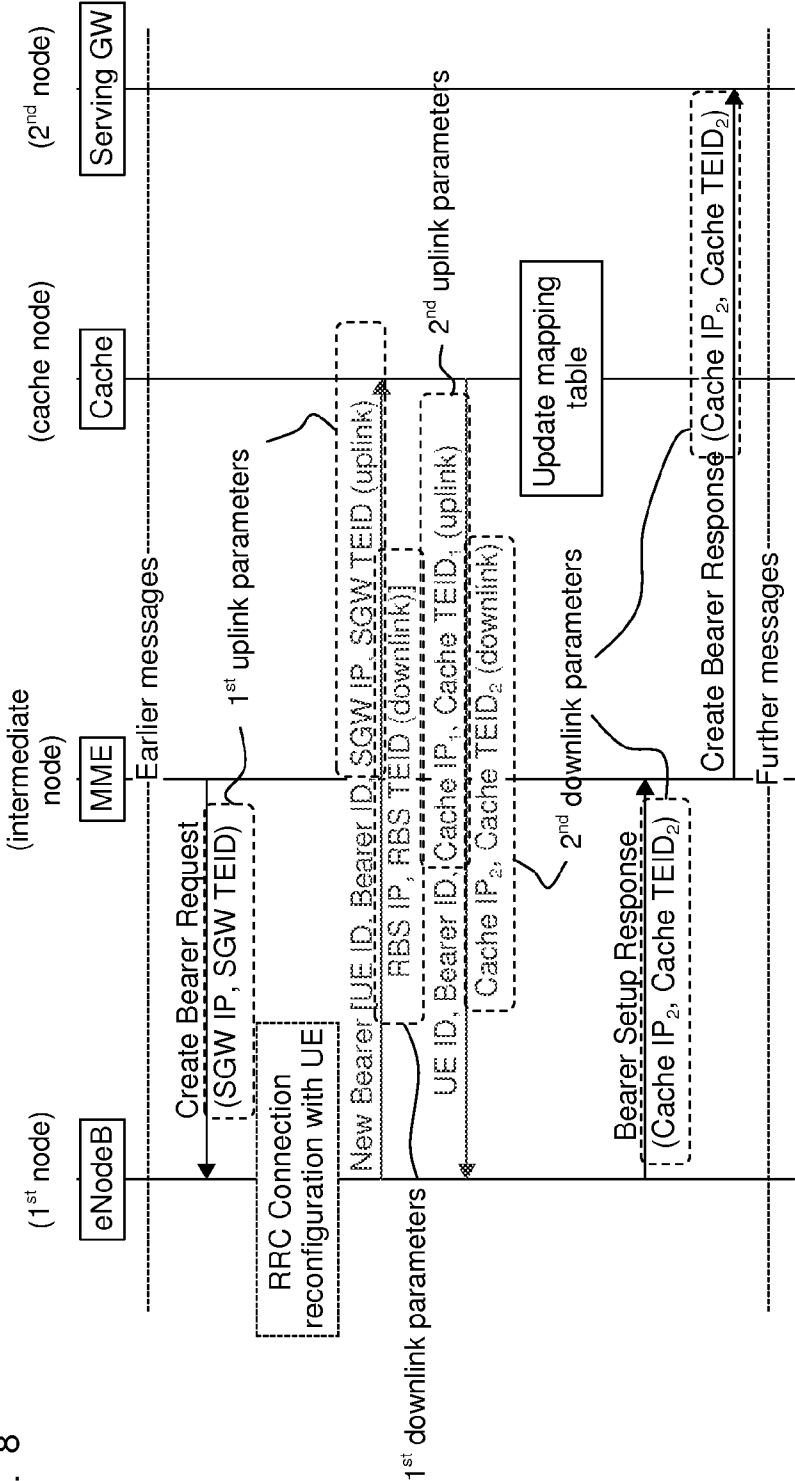 . 8
(1st node)
eNodeB
(intermediate
node)
MME
(cache node)
Cache
(2nd node)
Serving GW
Earlier messages
Create Bearer Request
(SGW IP, SGW TEID)
1st uplink parameters
RRC Connection
reconfiguration with UE
New Bearer [UE ID, Bearer ID, SGW IP, SGW TEID (uplink)
RBS IP, RBS TEID (downlink)]
1st downlink parameters
UE ID, Bearer ID, Cache IP1, Cache TEID1 (uplink)
Cache IP2, Cache TEID2 (downlink)
2nd uplink parameters
2nd downlink parameters
Update mapping
table
Bearer Setup Response
(Cache IP2, Cache TEID2)
Create Bearer Response (Cache IP2, Cache TEID2)
Further messages